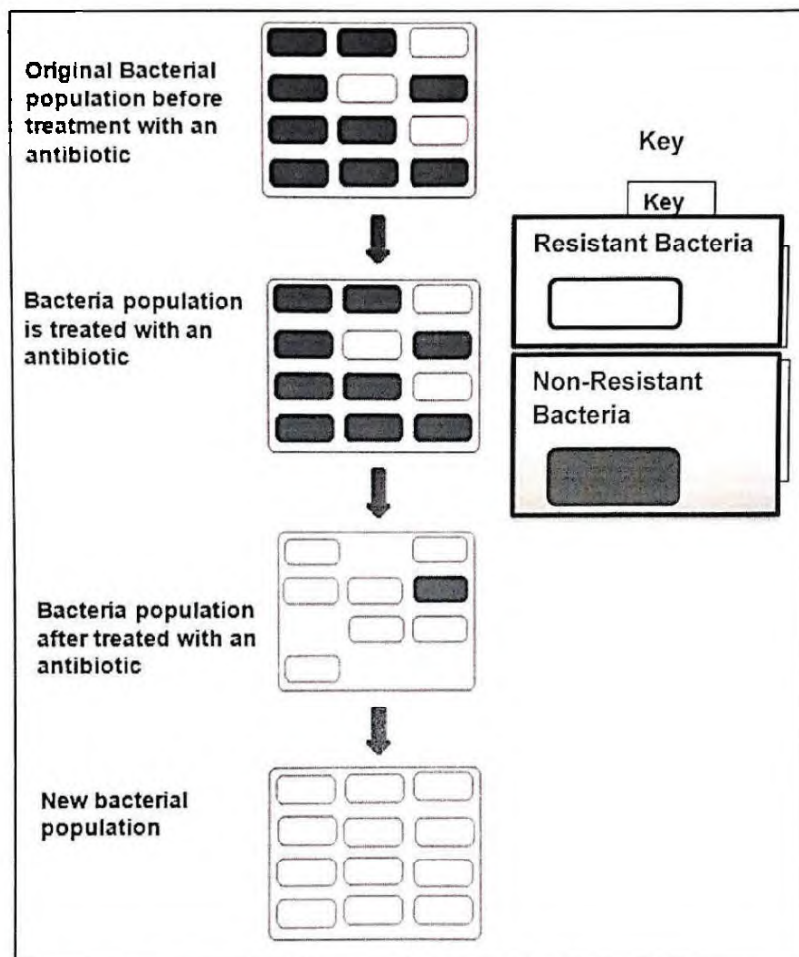 Original Bacterial
population before
treatment with an
antibiotic
Key
Key
Resistant Bacteria
Bacteria population
is treated with an
antibiotic
Non-Resistant
Bacteria
Bacteria population
after treated with an
antibiotic
New bacterial
population